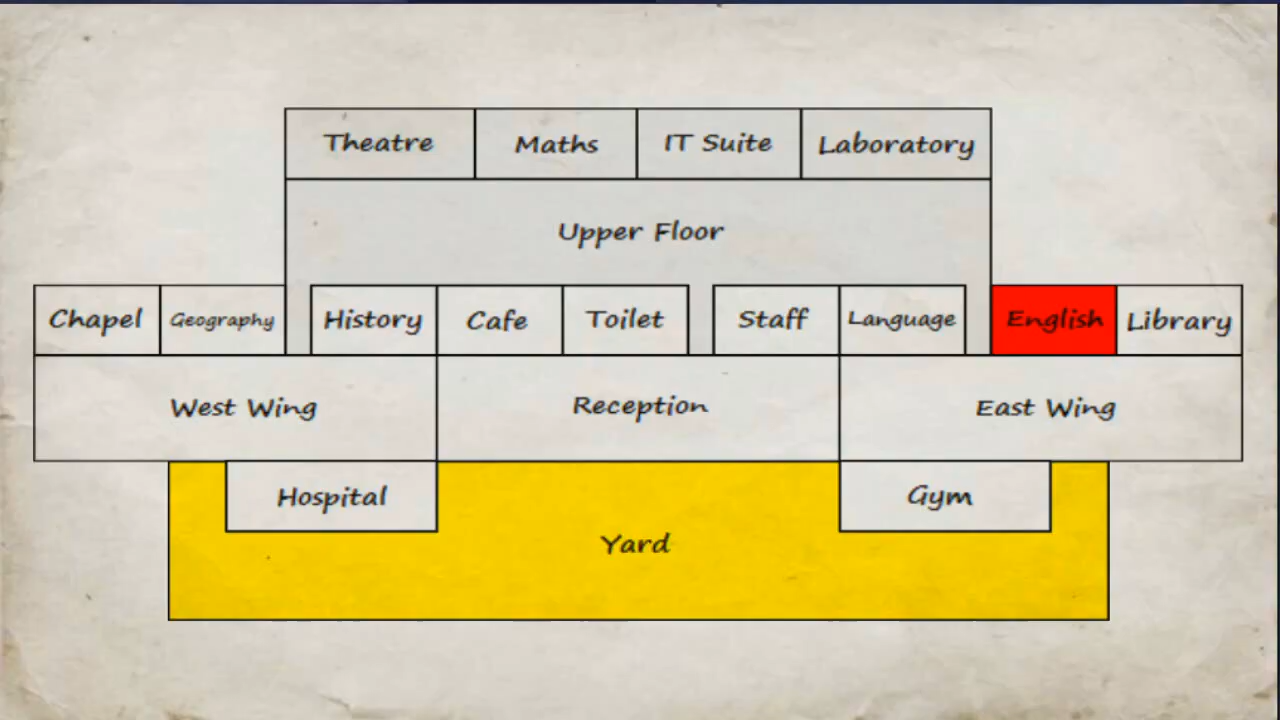 Theatre Maths IT Suite Laboratory
Upper Floor
Chapel Geography History Cafe Toilet Staff Language English Library
West Wing Reception East Wing
Hospital Gym
Yard